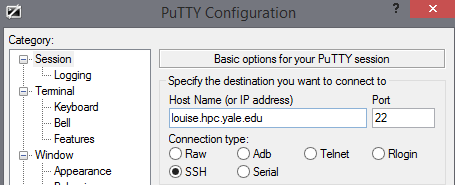 PuTTY Configuration
?
Category:
Session
Logging
Terminal
Keyboard
Bell
Features
Window
Appearance
Basic options for your PuTTY session
Specify the destination you want to connect to
Host Name (or IP address) Port
louise.hpc.yale.edu 22
Connection type:
Raw Adb Telnet Rlogin
SSH Serial